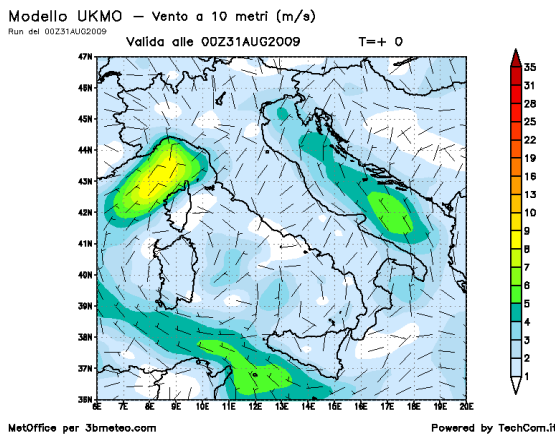 Modello UKMO - Vento a 10 metri (m/s)
Run del 00Z31AUG2009
Valida alle 00Z31AUG2009 T=+ 0
47N
46N
45N
44N
43N
42N
41N
40N
39N
38N
37N
36N
6E 7E 8E 9E 10E 11E 12E 13E 14E 15E 16E 17E 18E 19E 20E
35
31
28
25
22
19
16
13
10
9
8
7
6
5
4
3
2
1
MetOffice per 3bmeteo.com Powered by TechCom.it